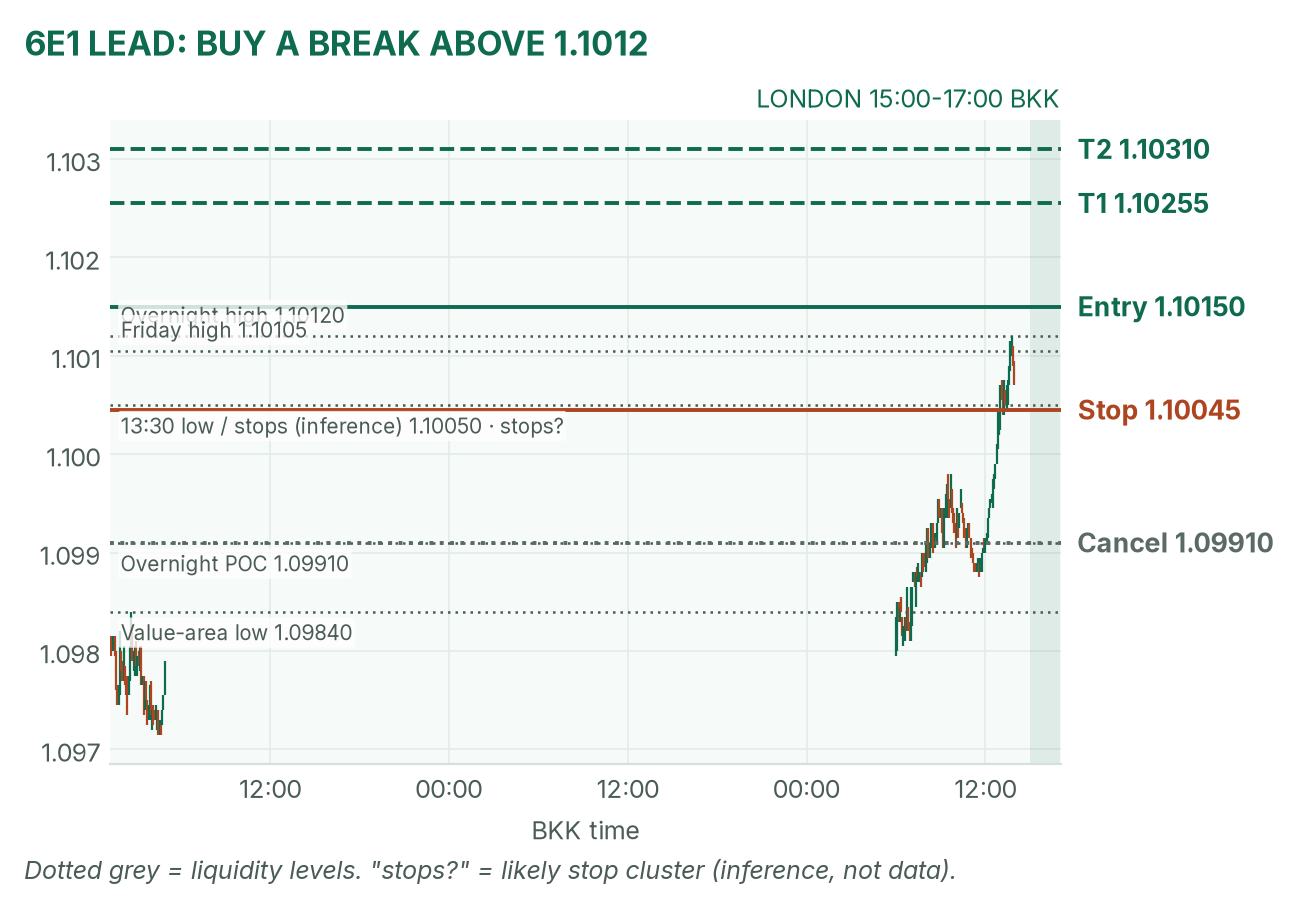 6E1 LEAD: BUY A BREAK ABOVE 1.1012
LONDON 15:00-17:00 BKK
1.103
T2 1.10310
T1 1.10255
1.102
Entry 1.10150
Overnight high 1.10120
Friday high 1.10105
1.101
Stop 1.10045
13:30 low / stops (inference) 1.10050 · stops?
1.100
Cancel 1.09910
1.099
Overnight POC 1.09910
Value-area low 1.09840
1.098
1.097
12:00 00:00 12:00 00:00 12:00
BKK time
Dotted grey = liquidity levels. "stops?" = likely stop cluster (inference, not data).